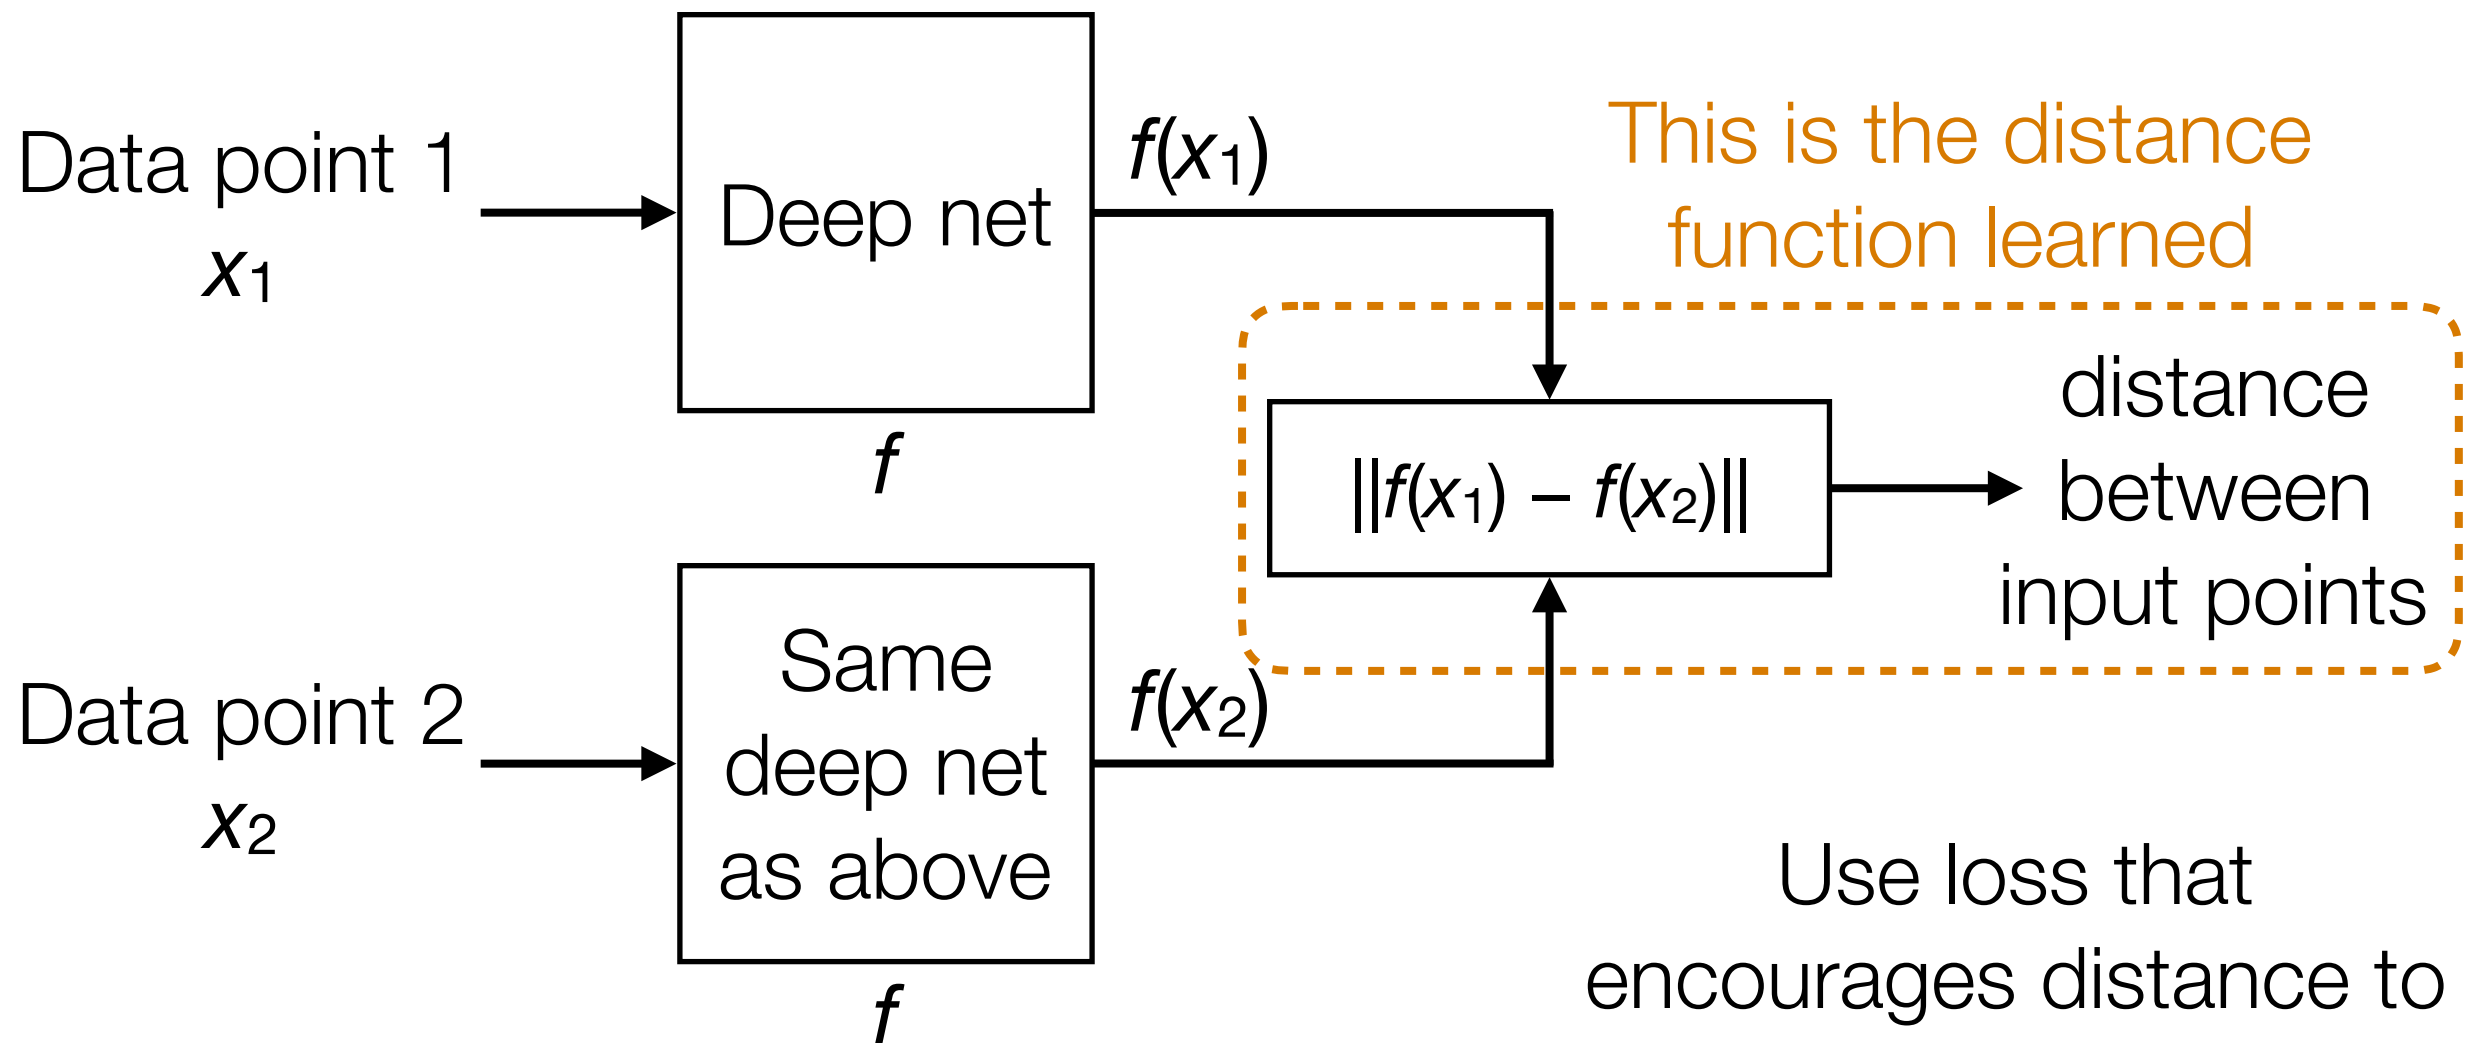 Data point 1
x₁
Deep net
f
f(x₁)
This is the distance
function learned
||f(x₁) – f(x₂)||
distance
between
input points
Data point 2
x₂
Same
deep net
as above
f
f(x₂)
Use loss that
encourages distance to